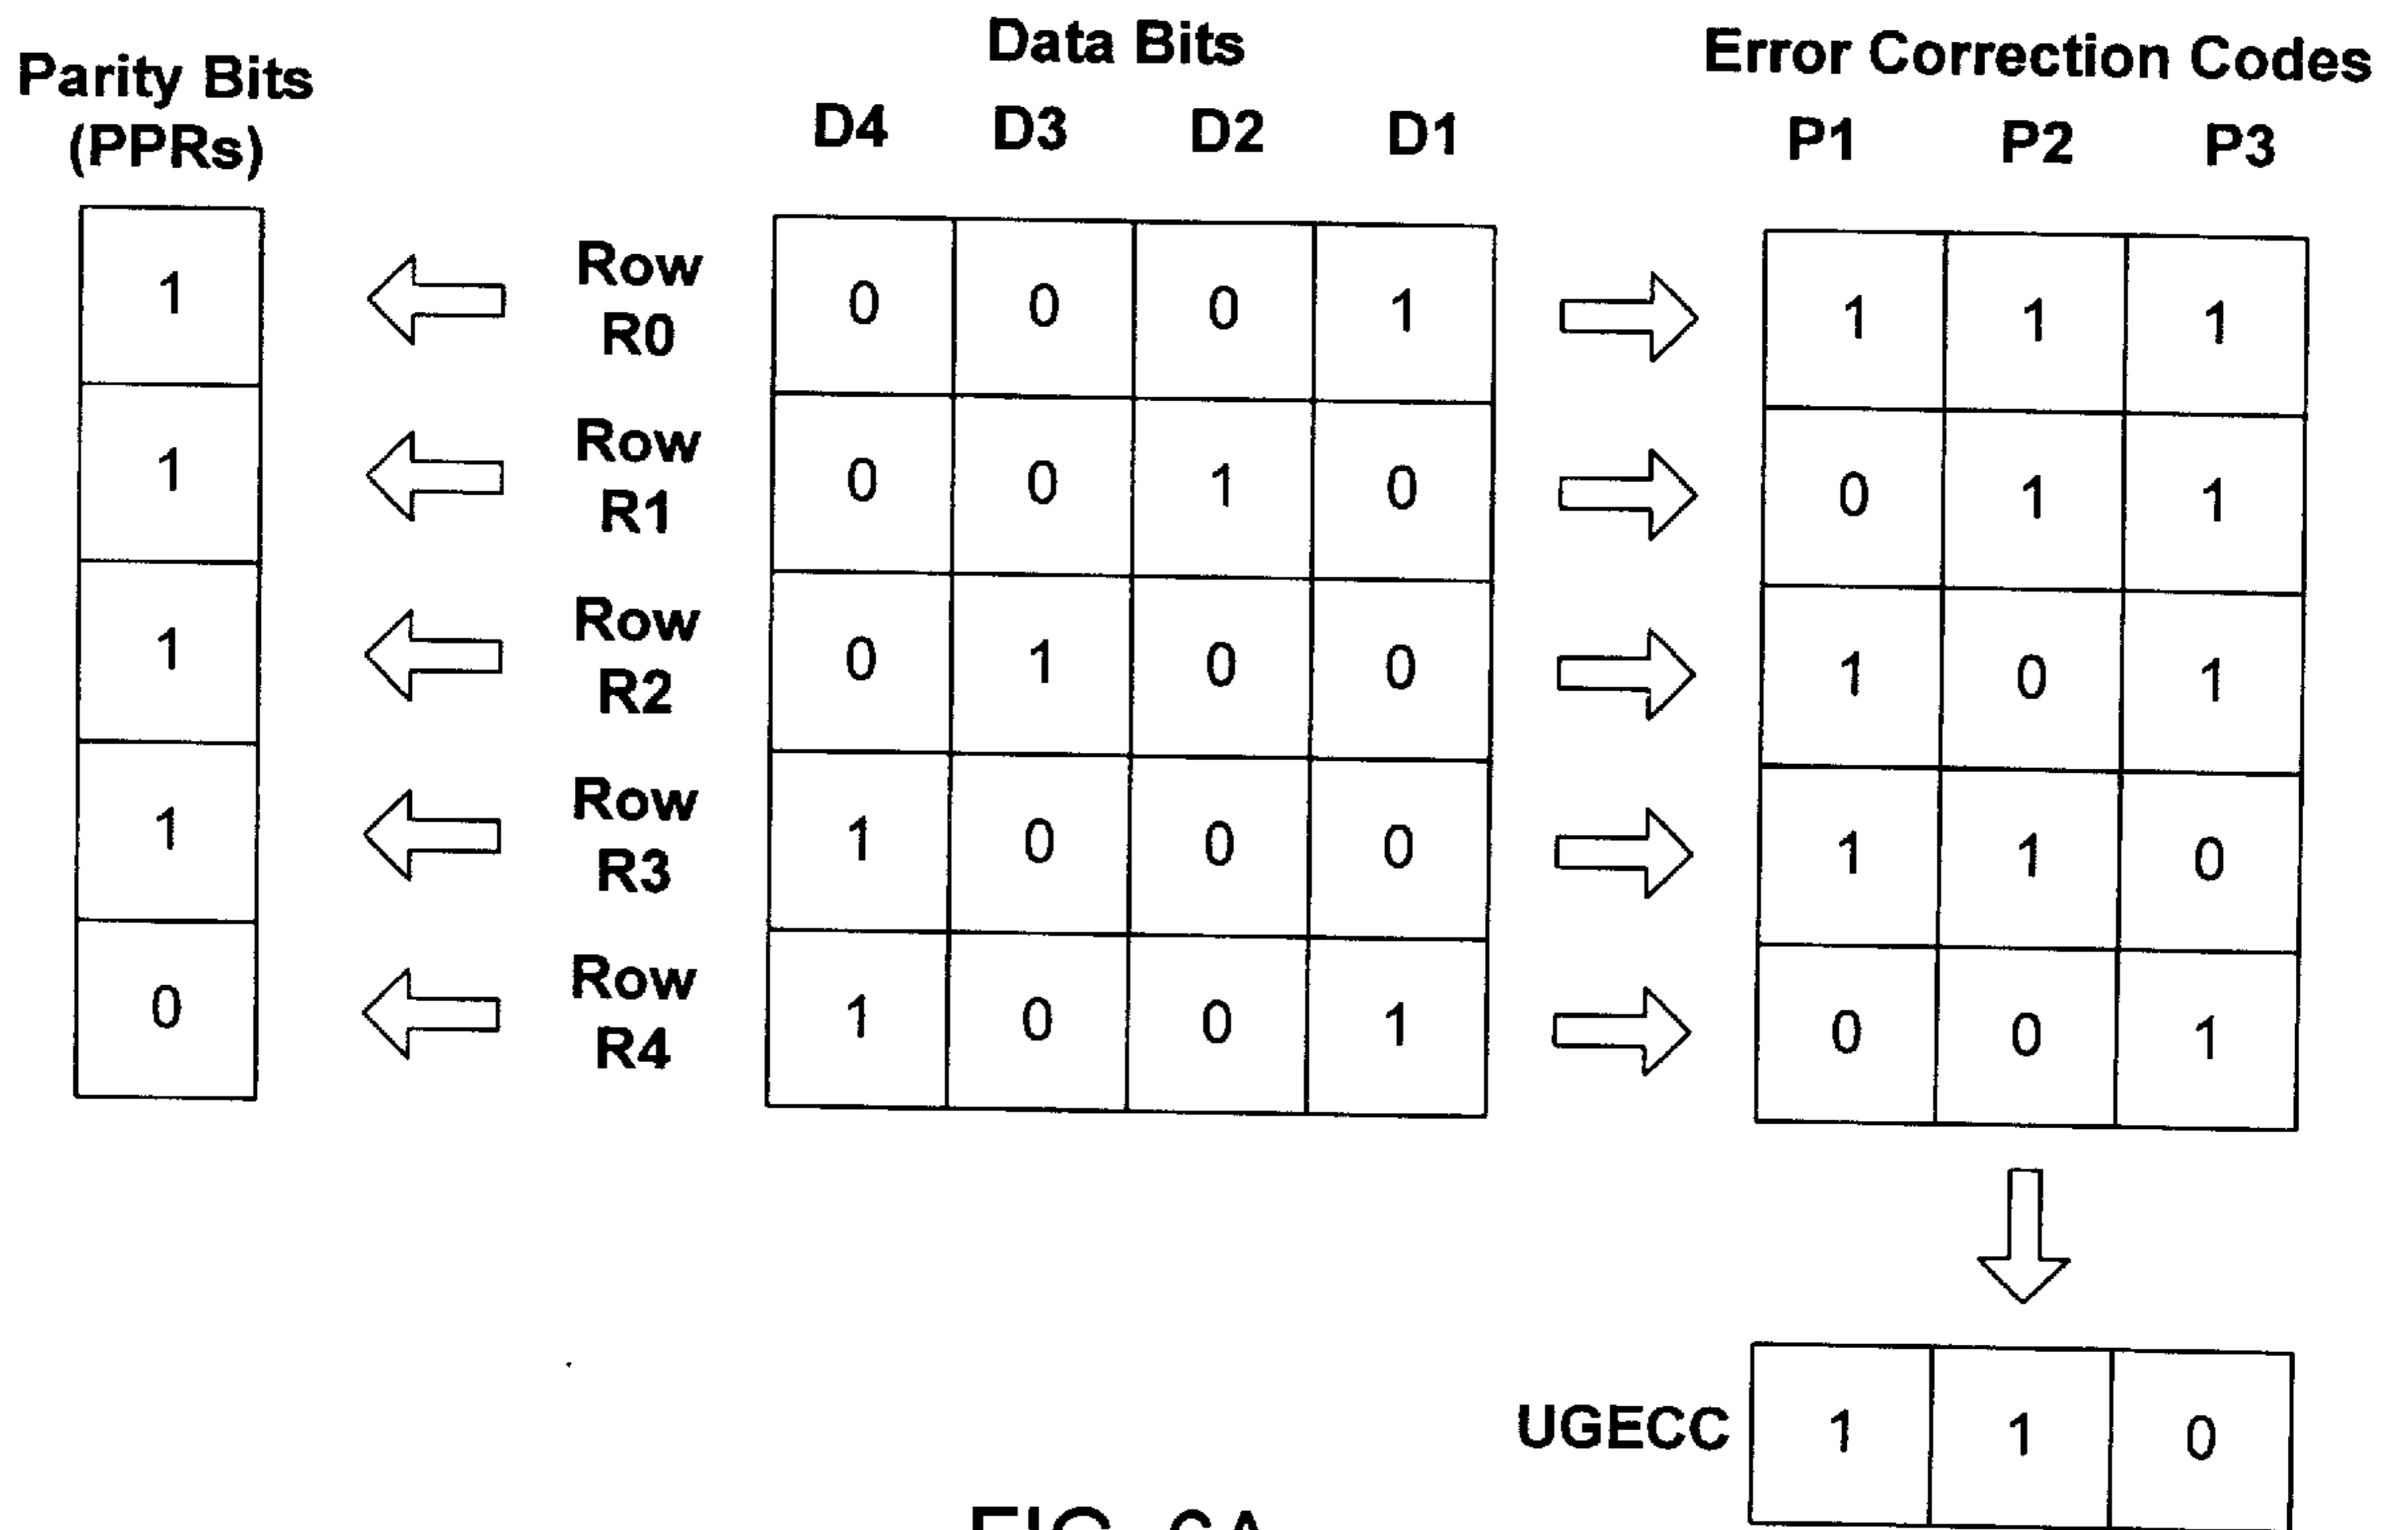 Parity Bits
(PPRs)
Data Bits
D4 D3 D2 D1
Error Correction Codes
P1 P2 P3
1 Row R0 0 0 0 1 1 1 1
1 Row R1 0 0 1 0 0 1 1
1 Row R2 0 1 0 0 1 0 1
1 Row R3 1 0 0 0 1 1 0
0 Row R4 1 0 0 1 0 0 1
UGECC 1 1 0
FIG. 6A